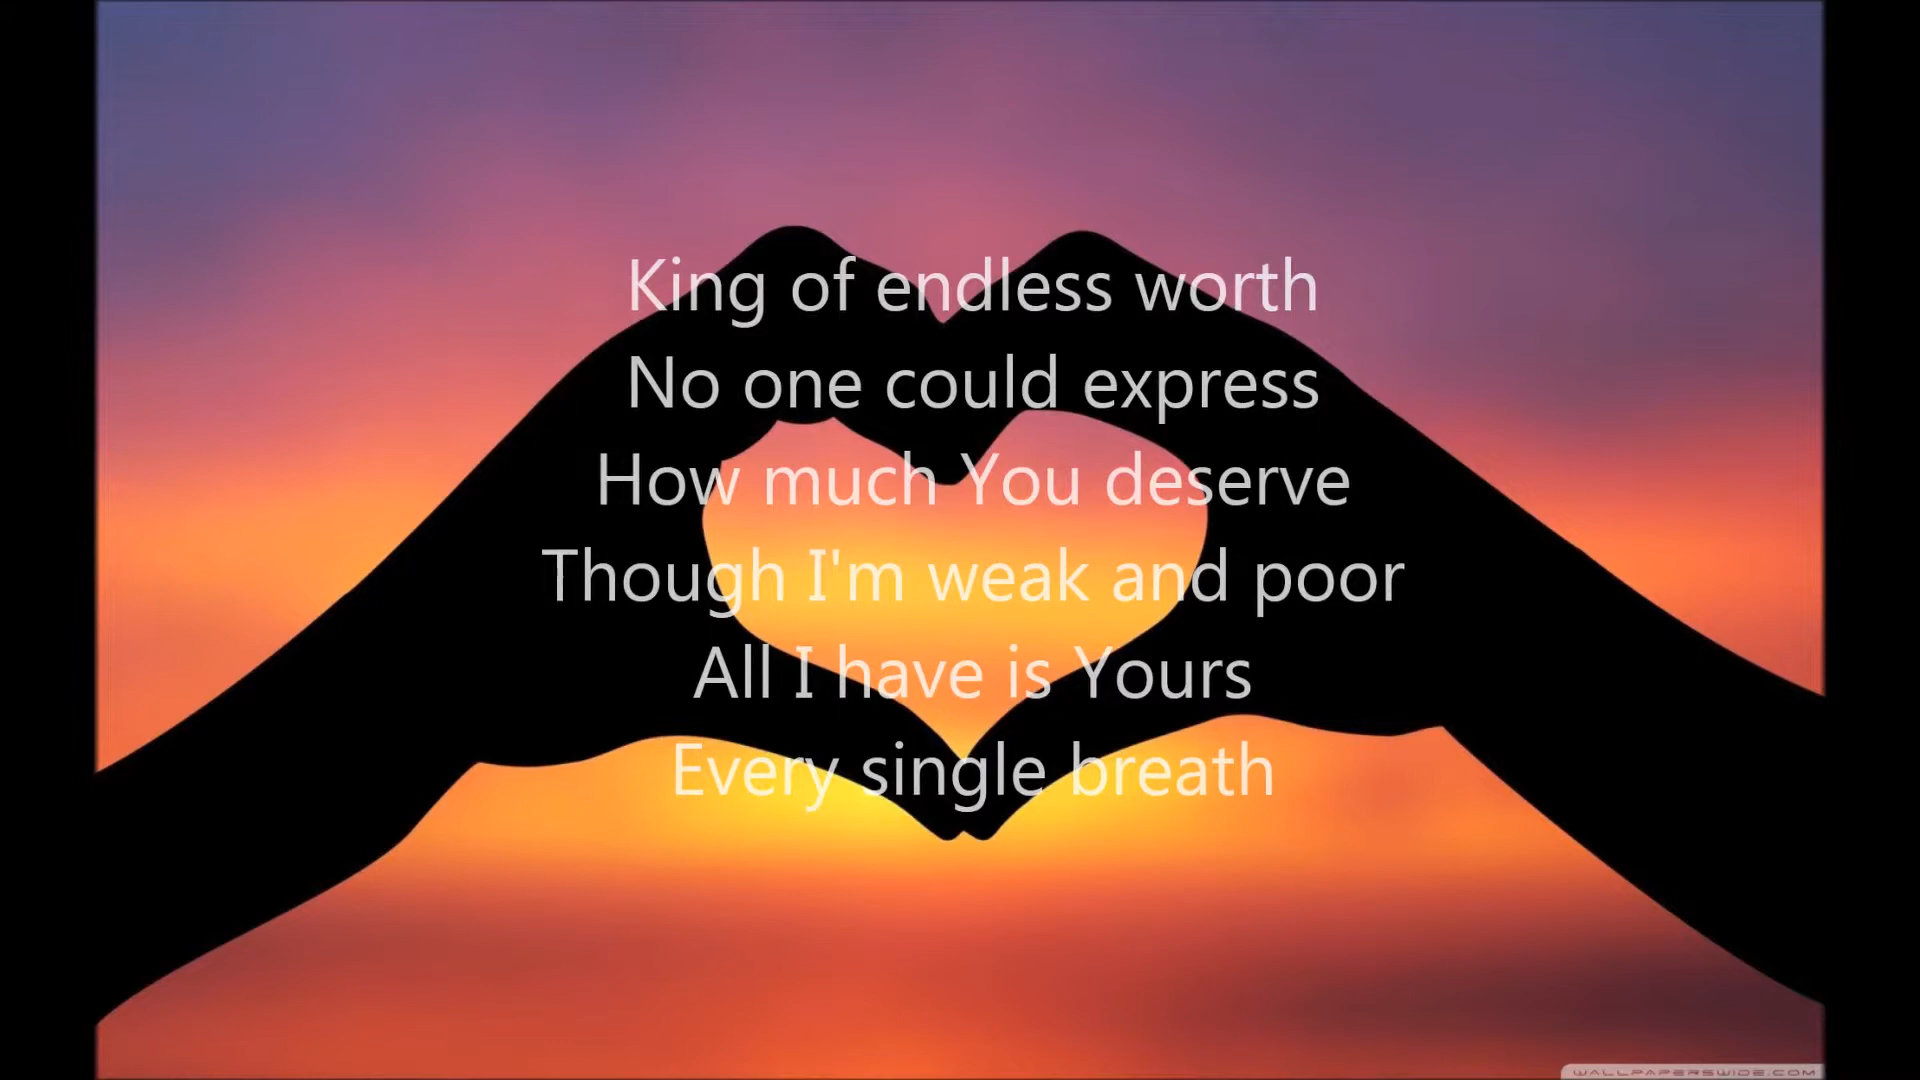 King of endless worth
No one could express
How much You deserve
Though I'm weak and poor
All I have is Yours
Every single breath
WALLPAPERSWIDE.COM